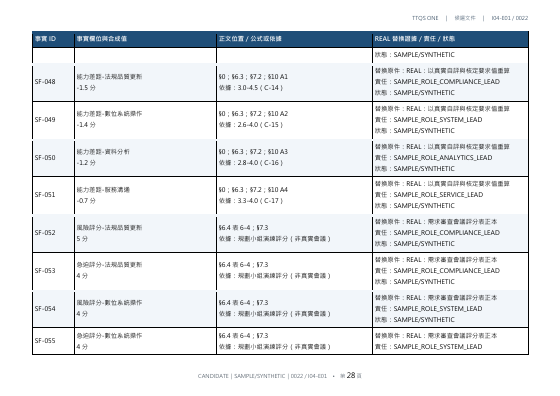 TTQS ONE | 補繳文件 | I04-E01 / 0022
事實 ID 事實欄位與合成值 正文位置 / 公式或依據 REAL 替換證據 / 責任 / 狀態
狀態：SAMPLE/SYNTHETIC
SF-048
能力差距-法規品質更新
-1.5 分
§0；§6.3；§7.2；§10 A1
依據：3.0-4.5 ( C-14 )
替換原件：REAL：以真實自評與核定要求值重算
責任：SAMPLE_ROLE_COMPLIANCE_LEAD
狀態：SAMPLE/SYNTHETIC
SF-049
能力差距-數位系統操作
-1.4 分
§0；§6.3；§7.2；§10 A2
依據：2.6-4.0 ( C-15 )
替換原件：REAL：以真實自評與核定要求值重算
責任：SAMPLE_ROLE_SYSTEM_LEAD
狀態：SAMPLE/SYNTHETIC
SF-050
能力差距-資料分析
-1.2 分
§0；§6.3；§7.2；§10 A3
依據：2.8-4.0 ( C-16 )
替換原件：REAL：以真實自評與核定要求值重算
責任：SAMPLE_ROLE_ANALYTICS_LEAD
狀態：SAMPLE/SYNTHETIC
SF-051
能力差距-服務溝通
-0.7 分
§0；§6.3；§7.2；§10 A4
依據：3.3-4.0 ( C-17 )
替換原件：REAL：以真實自評與核定要求值重算
責任：SAMPLE_ROLE_SERVICE_LEAD
狀態：SAMPLE/SYNTHETIC
SF-052
風險評分-法規品質更新
5 分
§6.4 表 6-4；§7.3
依據：規劃小組演練評分 ( 非真實會議 )
替換原件：REAL：需求審查會議評分表正本
責任：SAMPLE_ROLE_COMPLIANCE_LEAD
狀態：SAMPLE/SYNTHETIC
SF-053
急迫評分-法規品質更新
4 分
§6.4 表 6-4；§7.3
依據：規劃小組演練評分 ( 非真實會議 )
替換原件：REAL：需求審查會議評分表正本
責任：SAMPLE_ROLE_COMPLIANCE_LEAD
狀態：SAMPLE/SYNTHETIC
SF-054
風險評分-數位系統操作
4 分
§6.4 表 6-4；§7.3
依據：規劃小組演練評分 ( 非真實會議 )
替換原件：REAL：需求審查會議評分表正本
責任：SAMPLE_ROLE_SYSTEM_LEAD
狀態：SAMPLE/SYNTHETIC
SF-055
急迫評分-數位系統操作
4 分
§6.4 表 6-4；§7.3
依據：規劃小組演練評分 ( 非真實會議 )
替換原件：REAL：需求審查會議評分表正本
責任：SAMPLE_ROLE_SYSTEM_LEAD
CANDIDATE | SAMPLE/SYNTHETIC | 0022 / I04-E01 • 第 28 頁